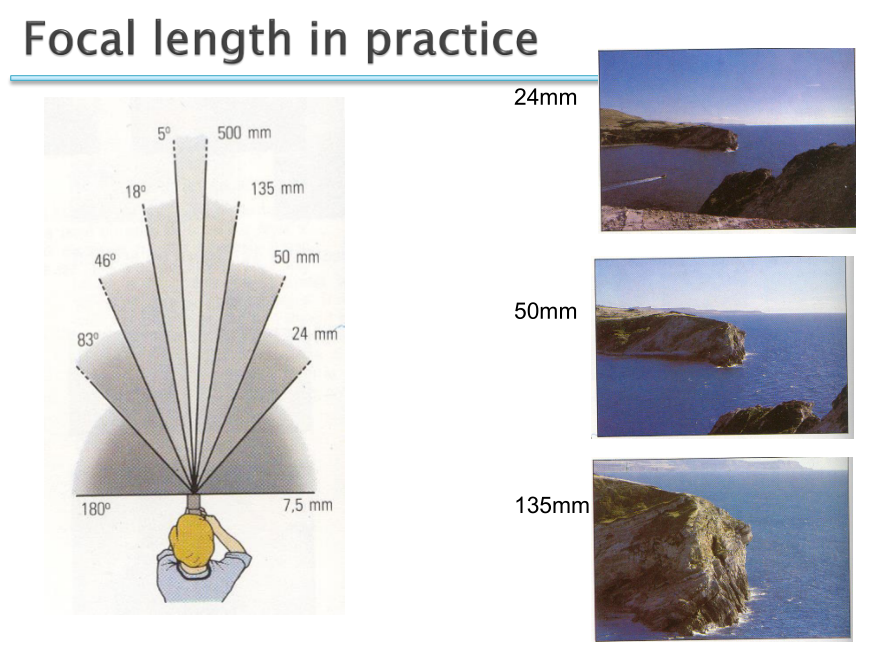 Focal length in practice
24mm
5º 500 mm
18º 135 mm
46º 50 mm
83º 24 mm
180º 7,5 mm
50mm
135mm